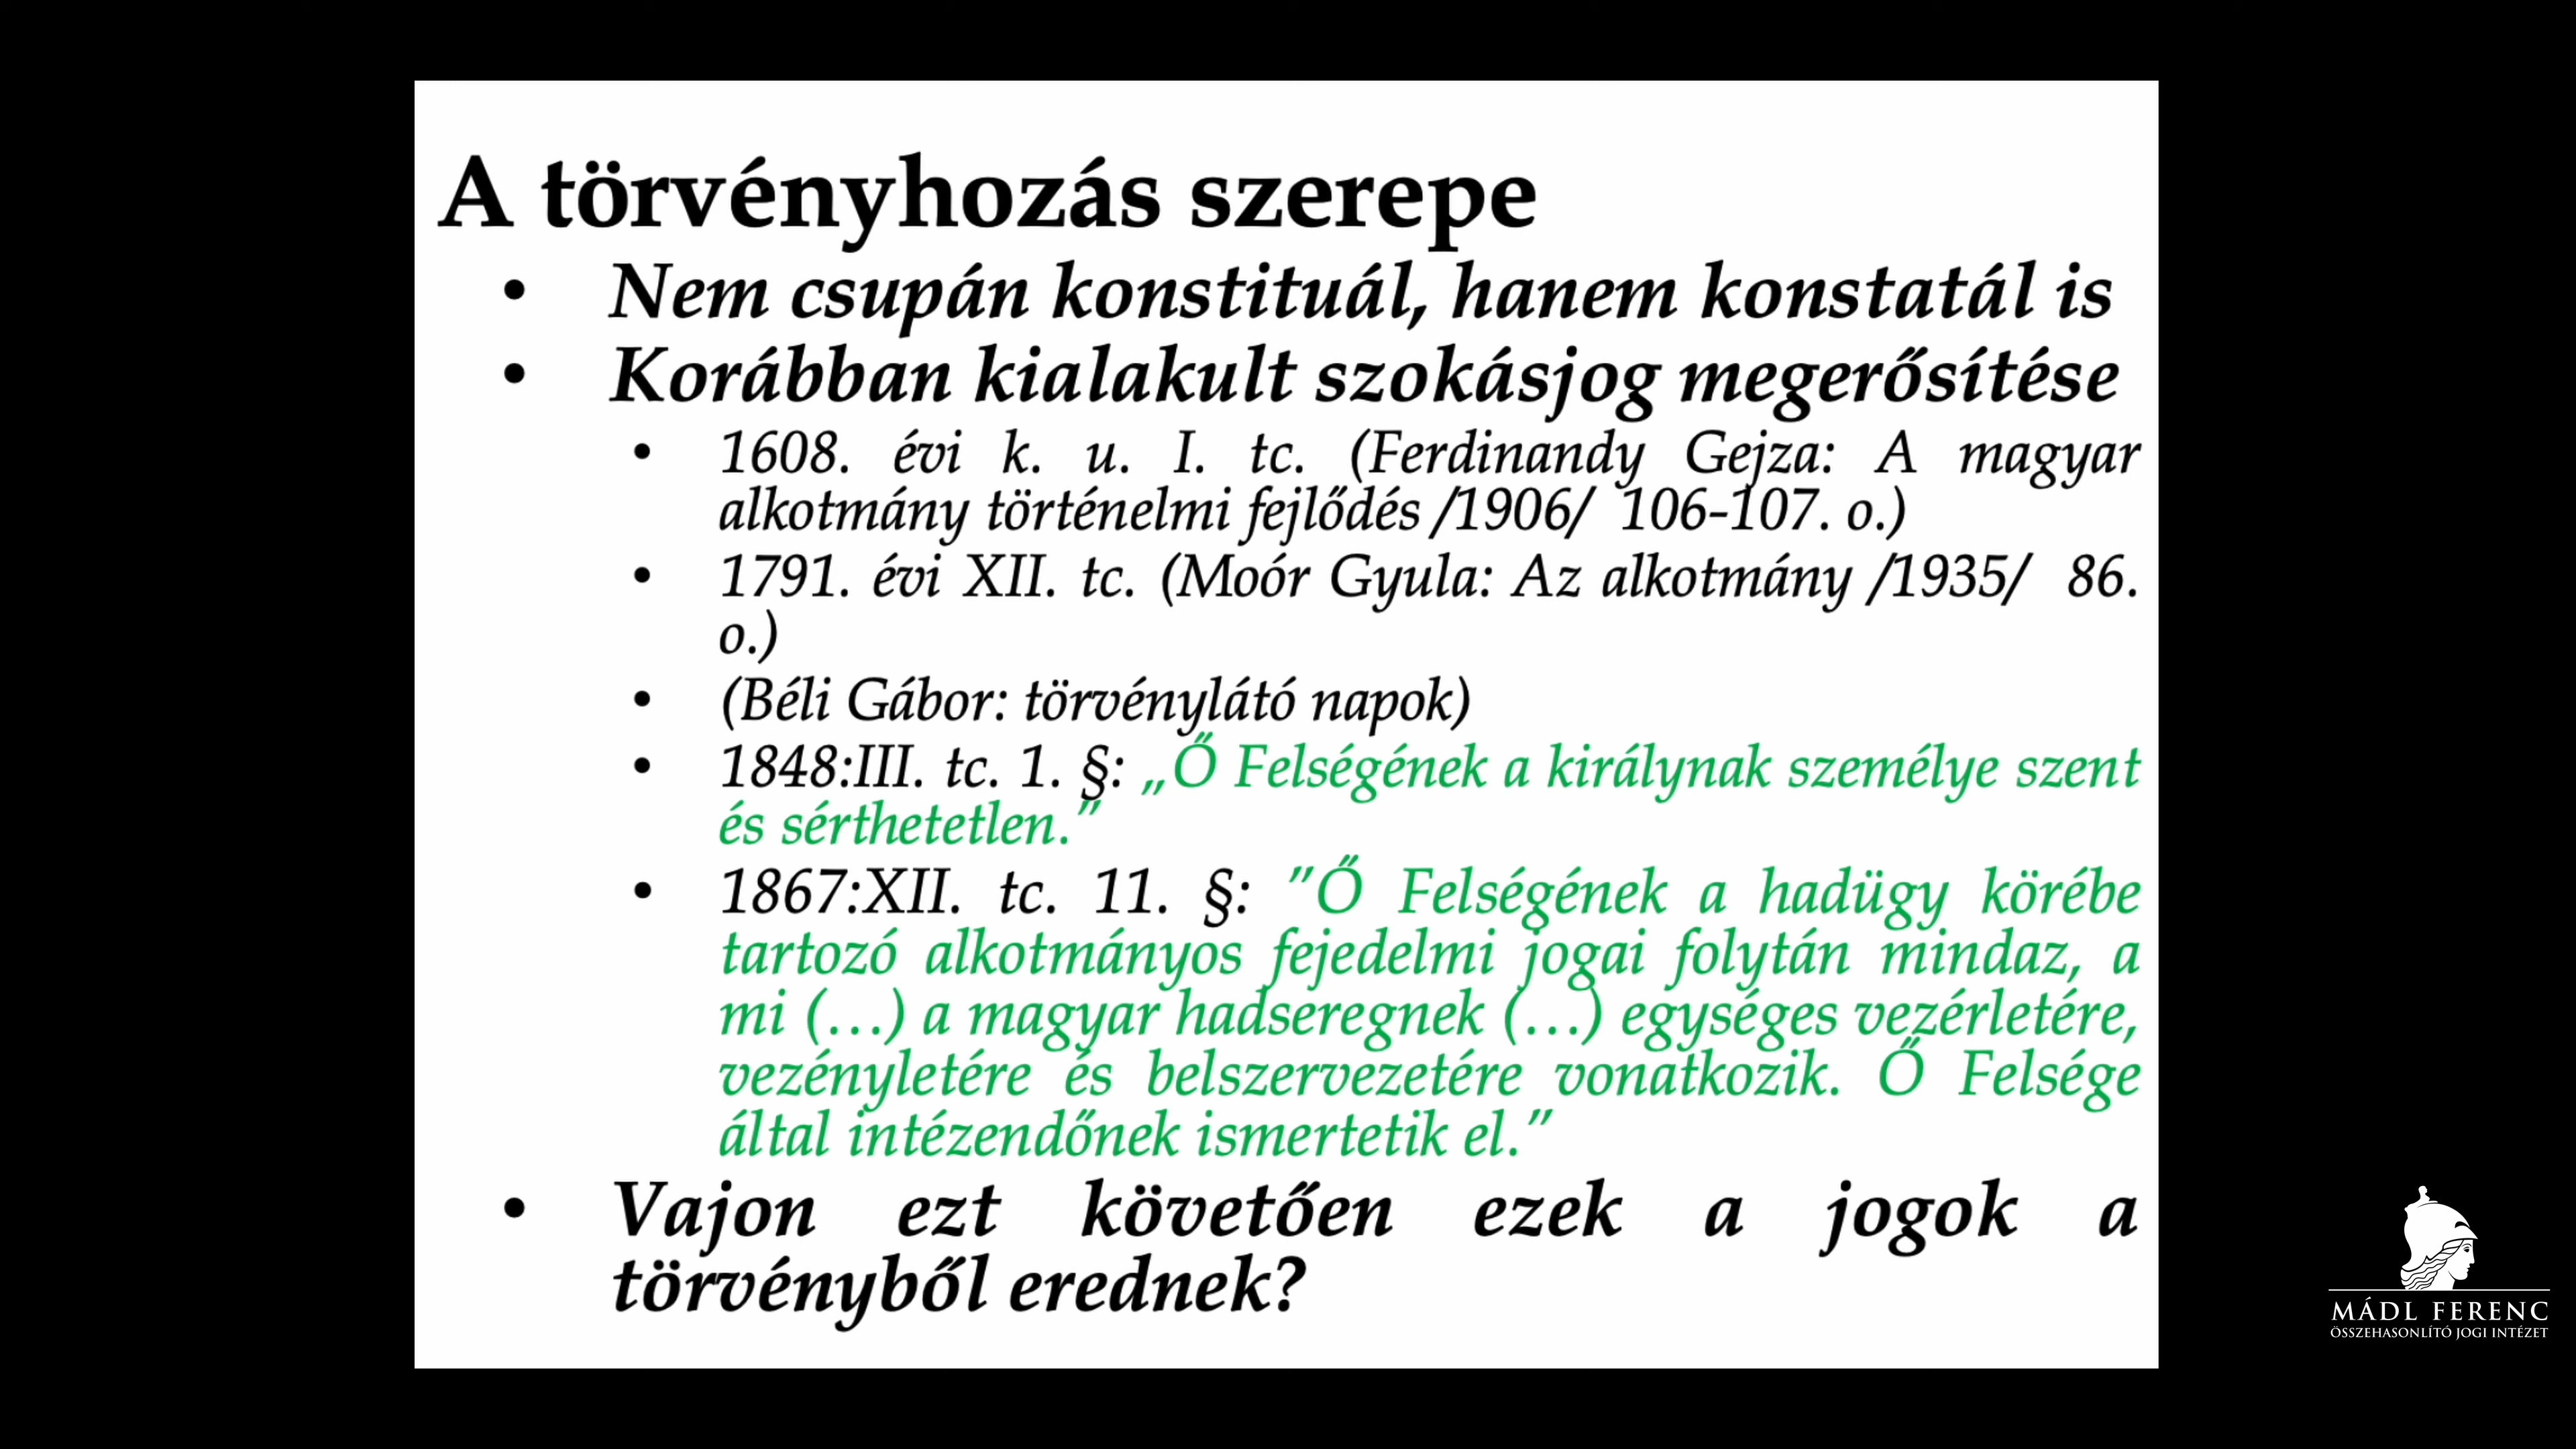 A törvényhozás szerepe
• Nem csupán konstituál, hanem konstatál is
• Korábban kialakult szokásjog megerősítése
• 1608. évi k. u. I. tc. (Ferdinandy Gejza: A magyar
alkotmány történelmi fejlődés /1906/ 106-107. o.)
• 1791. évi XII. tc. (Moór Gyula: Az alkotmány /1935/ 86.
o.)
• (Béli Gábor: törvénylátó napok)
• 1848:III. tc. 1. §: „Ő Felségének a királynak személye szent
és sérthetetlen.”
• 1867:XII. tc. 11. §: ”Ő Felségének a hadügy körébe
tartozó alkotmányos fejedelmi jogai folytán mindaz, a
mi (…) a magyar hadseregnek (…) egységes vezérletére,
vezényletére és belszervezetére vonatkozik. Ő Felsége
által intézendőnek ismertetik el.”
• Vajon ezt követően ezek a jogok a
törvényből erednek?
MÁDL FERENC
ÖSSZEHASONLÍTÓ JOGI INTÉZET